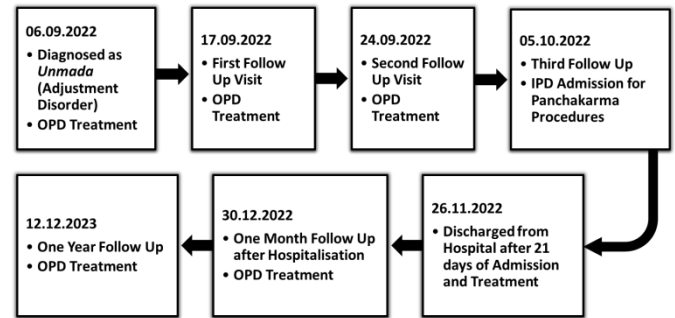 06.09.2022
• Diagnosed as
Unmada
(Adjustment
Disorder)
• OPD Treatment
17.09.2022
• First Follow
Up Visit
• OPD
Treatment
24.09.2022
• Second Follow
Up Visit
• OPD
Treatment
05.10.2022
• Third Follow Up
• IPD Admission for
Panchakarma
Procedures
26.11.2022
• Discharged from
Hospital after 21
days of Admission
and Treatment
30.12.2022
• One Month Follow Up
after Hospitalisation
• OPD Treatment
12.12.2023
• One Year Follow Up
• OPD Treatment